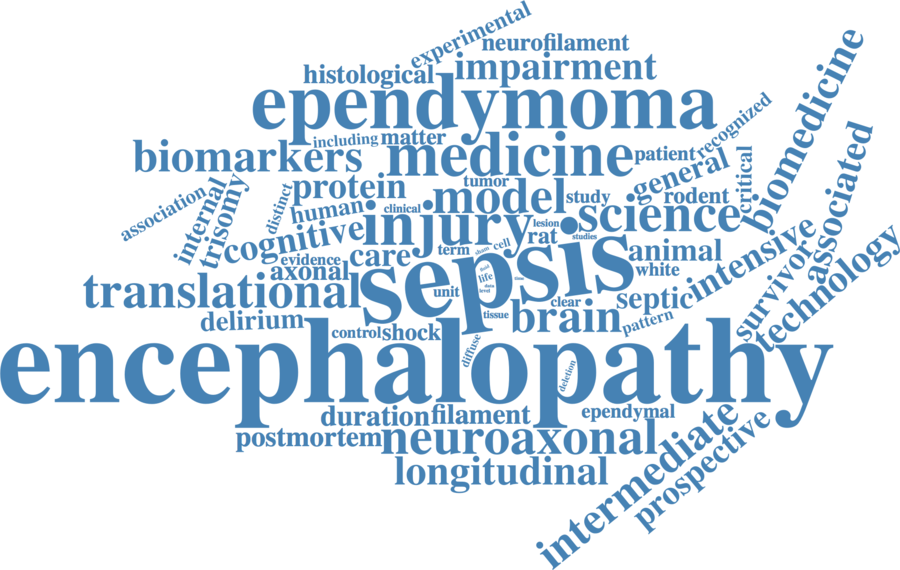 experimental
neurofilament
histological
impairment
ependymoma
biomedicine
including
matter
recognized
biomarkers
medicine
patient
critical
associated
general
association
internal
trisomy
distinct
protein
tumor
model
study
rodent
human
clinical
injury
lesion
science
cognitive
rat
studies
evidence
care
term
sham
cell
sepsis
animal
intensive
axonal
white
translational
fluid
life
data
level
time
unit
clear
septic
survivors
technology
delirium
tissue
brain
pattern
control
shock
diffuse
encephalopathy
deletion
duration
filament
ependymal
intermediate
postmortem
neuroaxonal
prospective
longitudinal